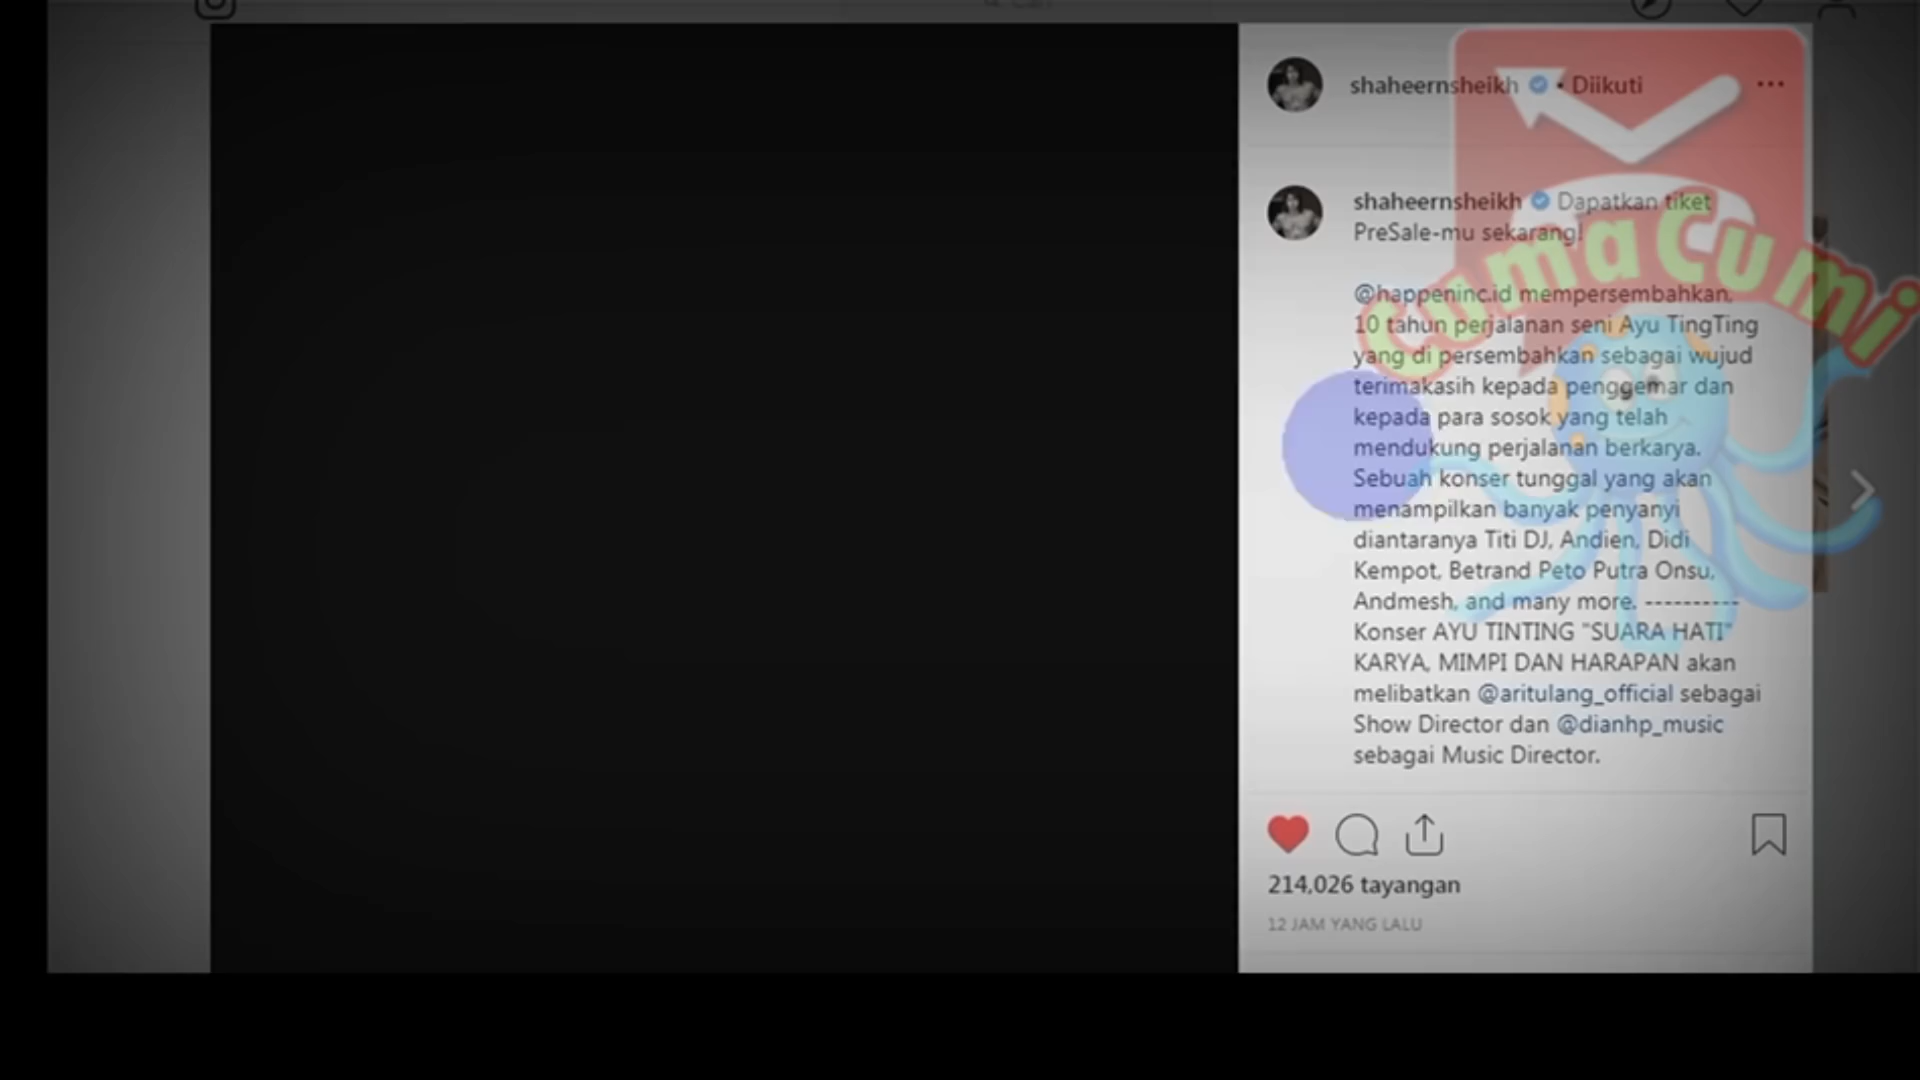 shaheernsheikh • Diikuti
shaheernsheikh Dapatkan tiket
PreSale-mu sekarang!
@happeninc.id mempersembahkan,
10 tahun perjalanan seni Ayu TingTing
yang di persembahkan sebagai wujud
terimakasih kepada penggemar dan
kepada para sosok yang telah
mendukung perjalanan berkarya.
Sebuah konser tunggal yang akan
menampilkan banyak penyanyi
diantaranya Titi DJ, Andien, Didi
Kempot, Betrand Peto Putra Onsu,
Andmesh, and many more. ----------
Konser AYU TINTING "SUARA HATI"
KARYA, MIMPI DAN HARAPAN akan
melibatkan @aritulang_official sebagai
Show Director dan @dianhp_music
sebagai Music Director.
214,026 tayangan
12 JAM YANG LALU
CumaCumi